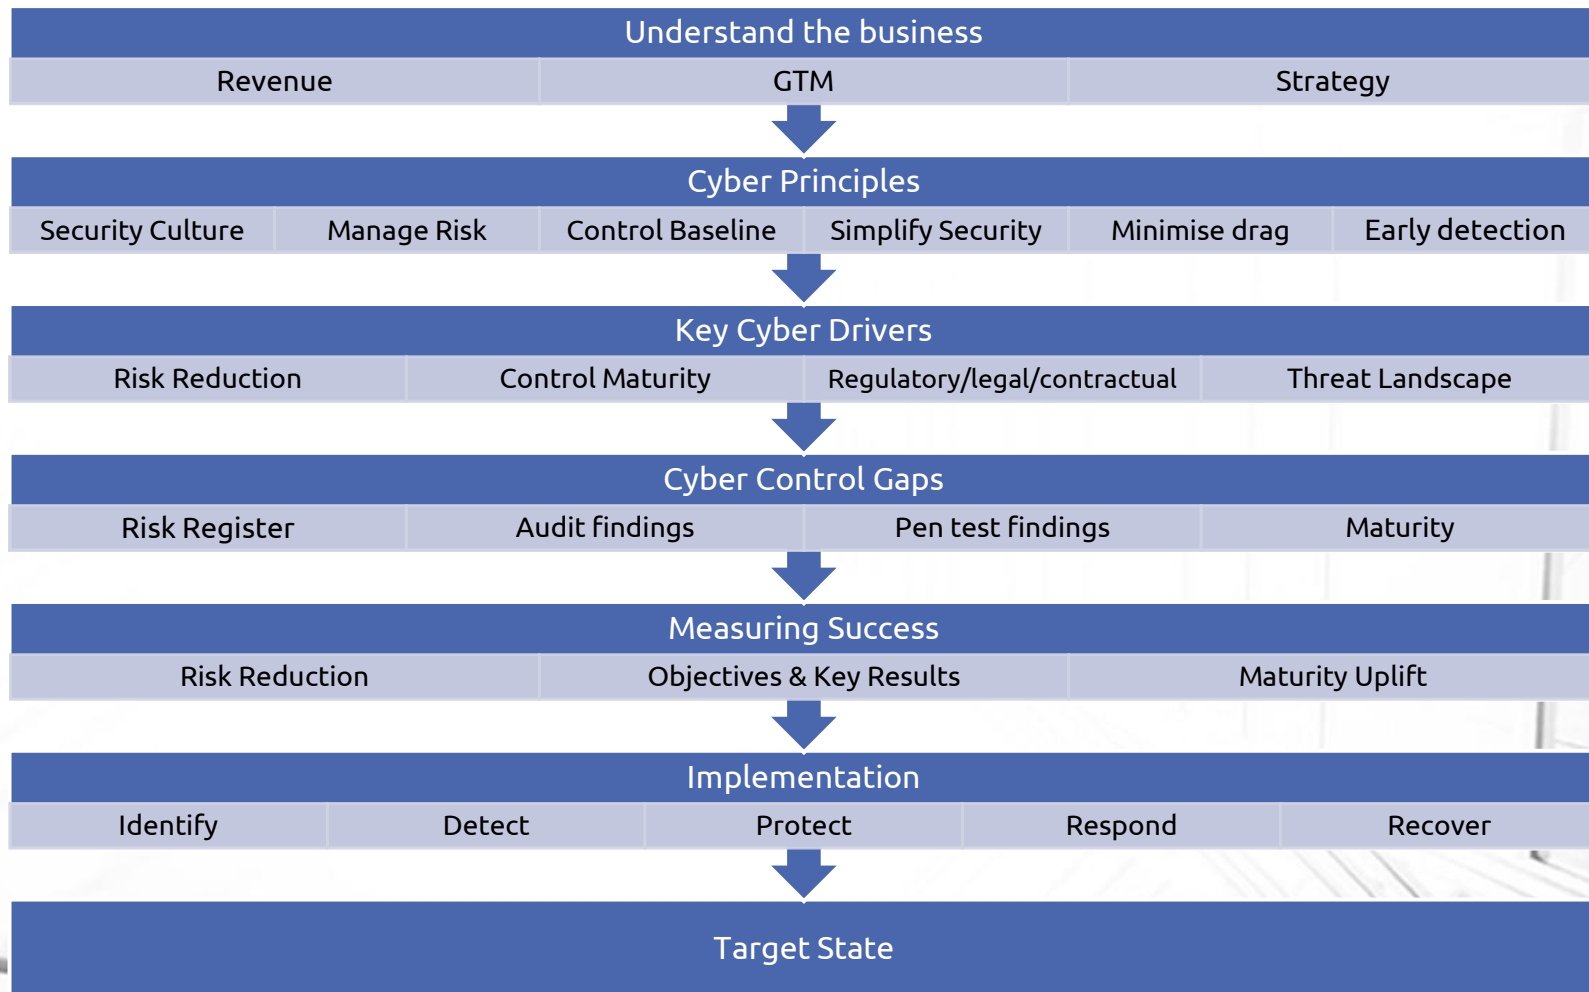 Understand the business
Revenue GTM Strategy
Cyber Principles
Security Culture Manage Risk Control Baseline Simplify Security Minimise drag Early detection
Key Cyber Drivers
Risk Reduction Control Maturity Regulatory/legal/contractual Threat Landscape
Cyber Control Gaps
Risk Register Audit findings Pen test findings Maturity
Measuring Success
Risk Reduction Objectives & Key Results Maturity Uplift
Implementation
Identify Detect Protect Respond Recover
Target State